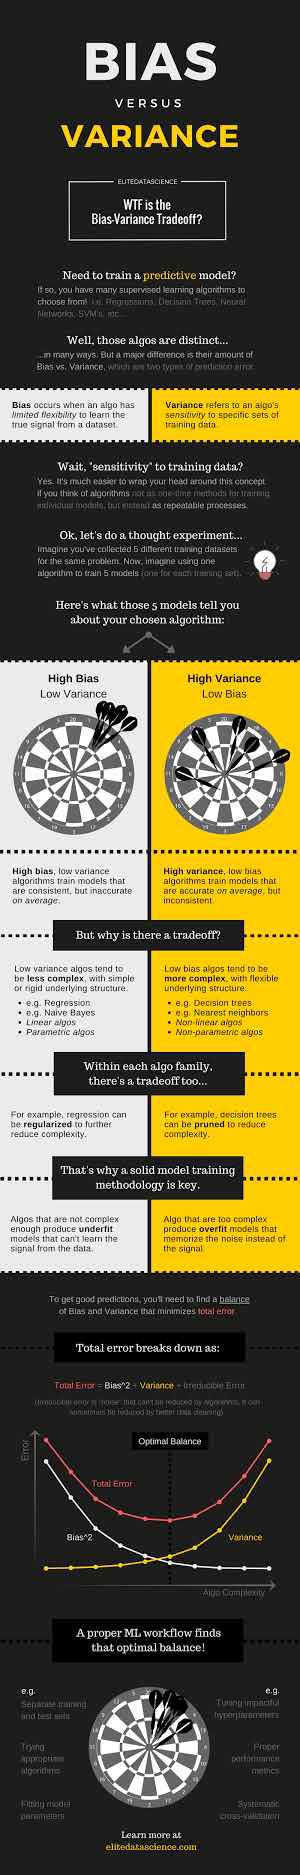 BIAS
VERSUS
VARIANCE
ELITEDATASCIENCE
WTF is the
Bias-Variance Tradeoff?
Need to train a predictive model?
If so, you have many supervised learning algorithms to
choose from! i.e. Regressions, Decision Trees, Neural
Networks, SVM's, etc...
Well, those algos are distinct...
...in many ways. But a major difference is their amount of
Bias vs. Variance, which are two types of prediction error.
Bias occurs when an algo has
limited flexibility to learn the
true signal from a dataset.
Variance refers to an algo's
sensitivity to specific sets of
training data.
Wait, "sensitivity" to training data?
Yes. It's much easier to wrap your head around this concept
if you think of algorithms not as one-time methods for training
individual models, but instead as repeatable processes.
Ok, let's do a thought experiment...
Imagine you've collected 5 different training datasets
for the same problem. Now, imagine using one
algorithm to train 5 models (one for each training set).
Here's what those 5 models tell you
about your chosen algorithm:
High Bias
Low Variance
High Variance
Low Bias
High bias, low variance
algorithms train models that
are consistent, but inaccurate
on average.
High variance, low bias
algorithms train models that
are accurate on average, but
inconsistent.
But why is there a tradeoff?
Low variance algos tend to
be less complex, with simple
or rigid underlying structure.
• e.g. Regression
• e.g. Naive Bayes
• Linear algos
• Parametric algos
Low bias algos tend to be
more complex, with flexible
underlying structure.
• e.g. Decision trees
• e.g. Nearest neighbors
• Non-linear algos
• Non-parametric algos
Within each algo family,
there's a tradeoff too...
For example, regression can
be regularized to further
reduce complexity.
For example, decision trees
can be pruned to reduce
complexity.
That's why a solid model training
methodology is key.
Algos that are not complex
enough produce underfit
models that can't learn the
signal from the data.
Algo that are too complex
produce overfit models that
memorize the noise instead of
the signal.
To get good predictions, you'll need to find a balance
of Bias and Variance that minimizes total error.
Total error breaks down as:
Total Error = Bias^2 + Variance + Irreducible Error
(Irreducible error is "noise" that can't be reduced by algorithms. It can
sometimes be reduced by better data cleaning)
Error
Optimal Balance
Total Error
Bias^2
Variance
Algo Complexity
A proper ML workflow finds
that optimal balance!
e.g.
Separate training
and test sets
Trying
appropriate
algorithms
Fitting model
parameters
e.g.
Tuning impactful
hyperparameters
Proper
performance
metrics
Systematic
cross-validation
Learn more at
elitedatascience.com